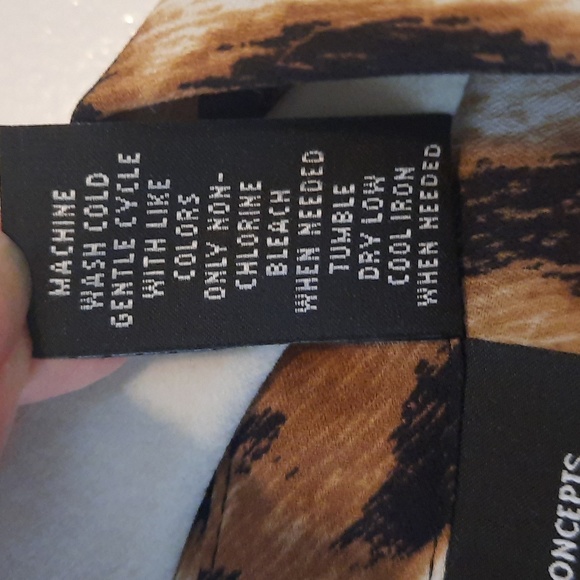 MACHINE
WASH COLD
GENTLE CYCLE
WITH LIKE
COLORS
ONLY NON-
CHLORINE
BLEACH
WHEN NEEDED
TUMBLE
DRY LOW
COOL IRON
WHEN NEEDED
ONCEPTS